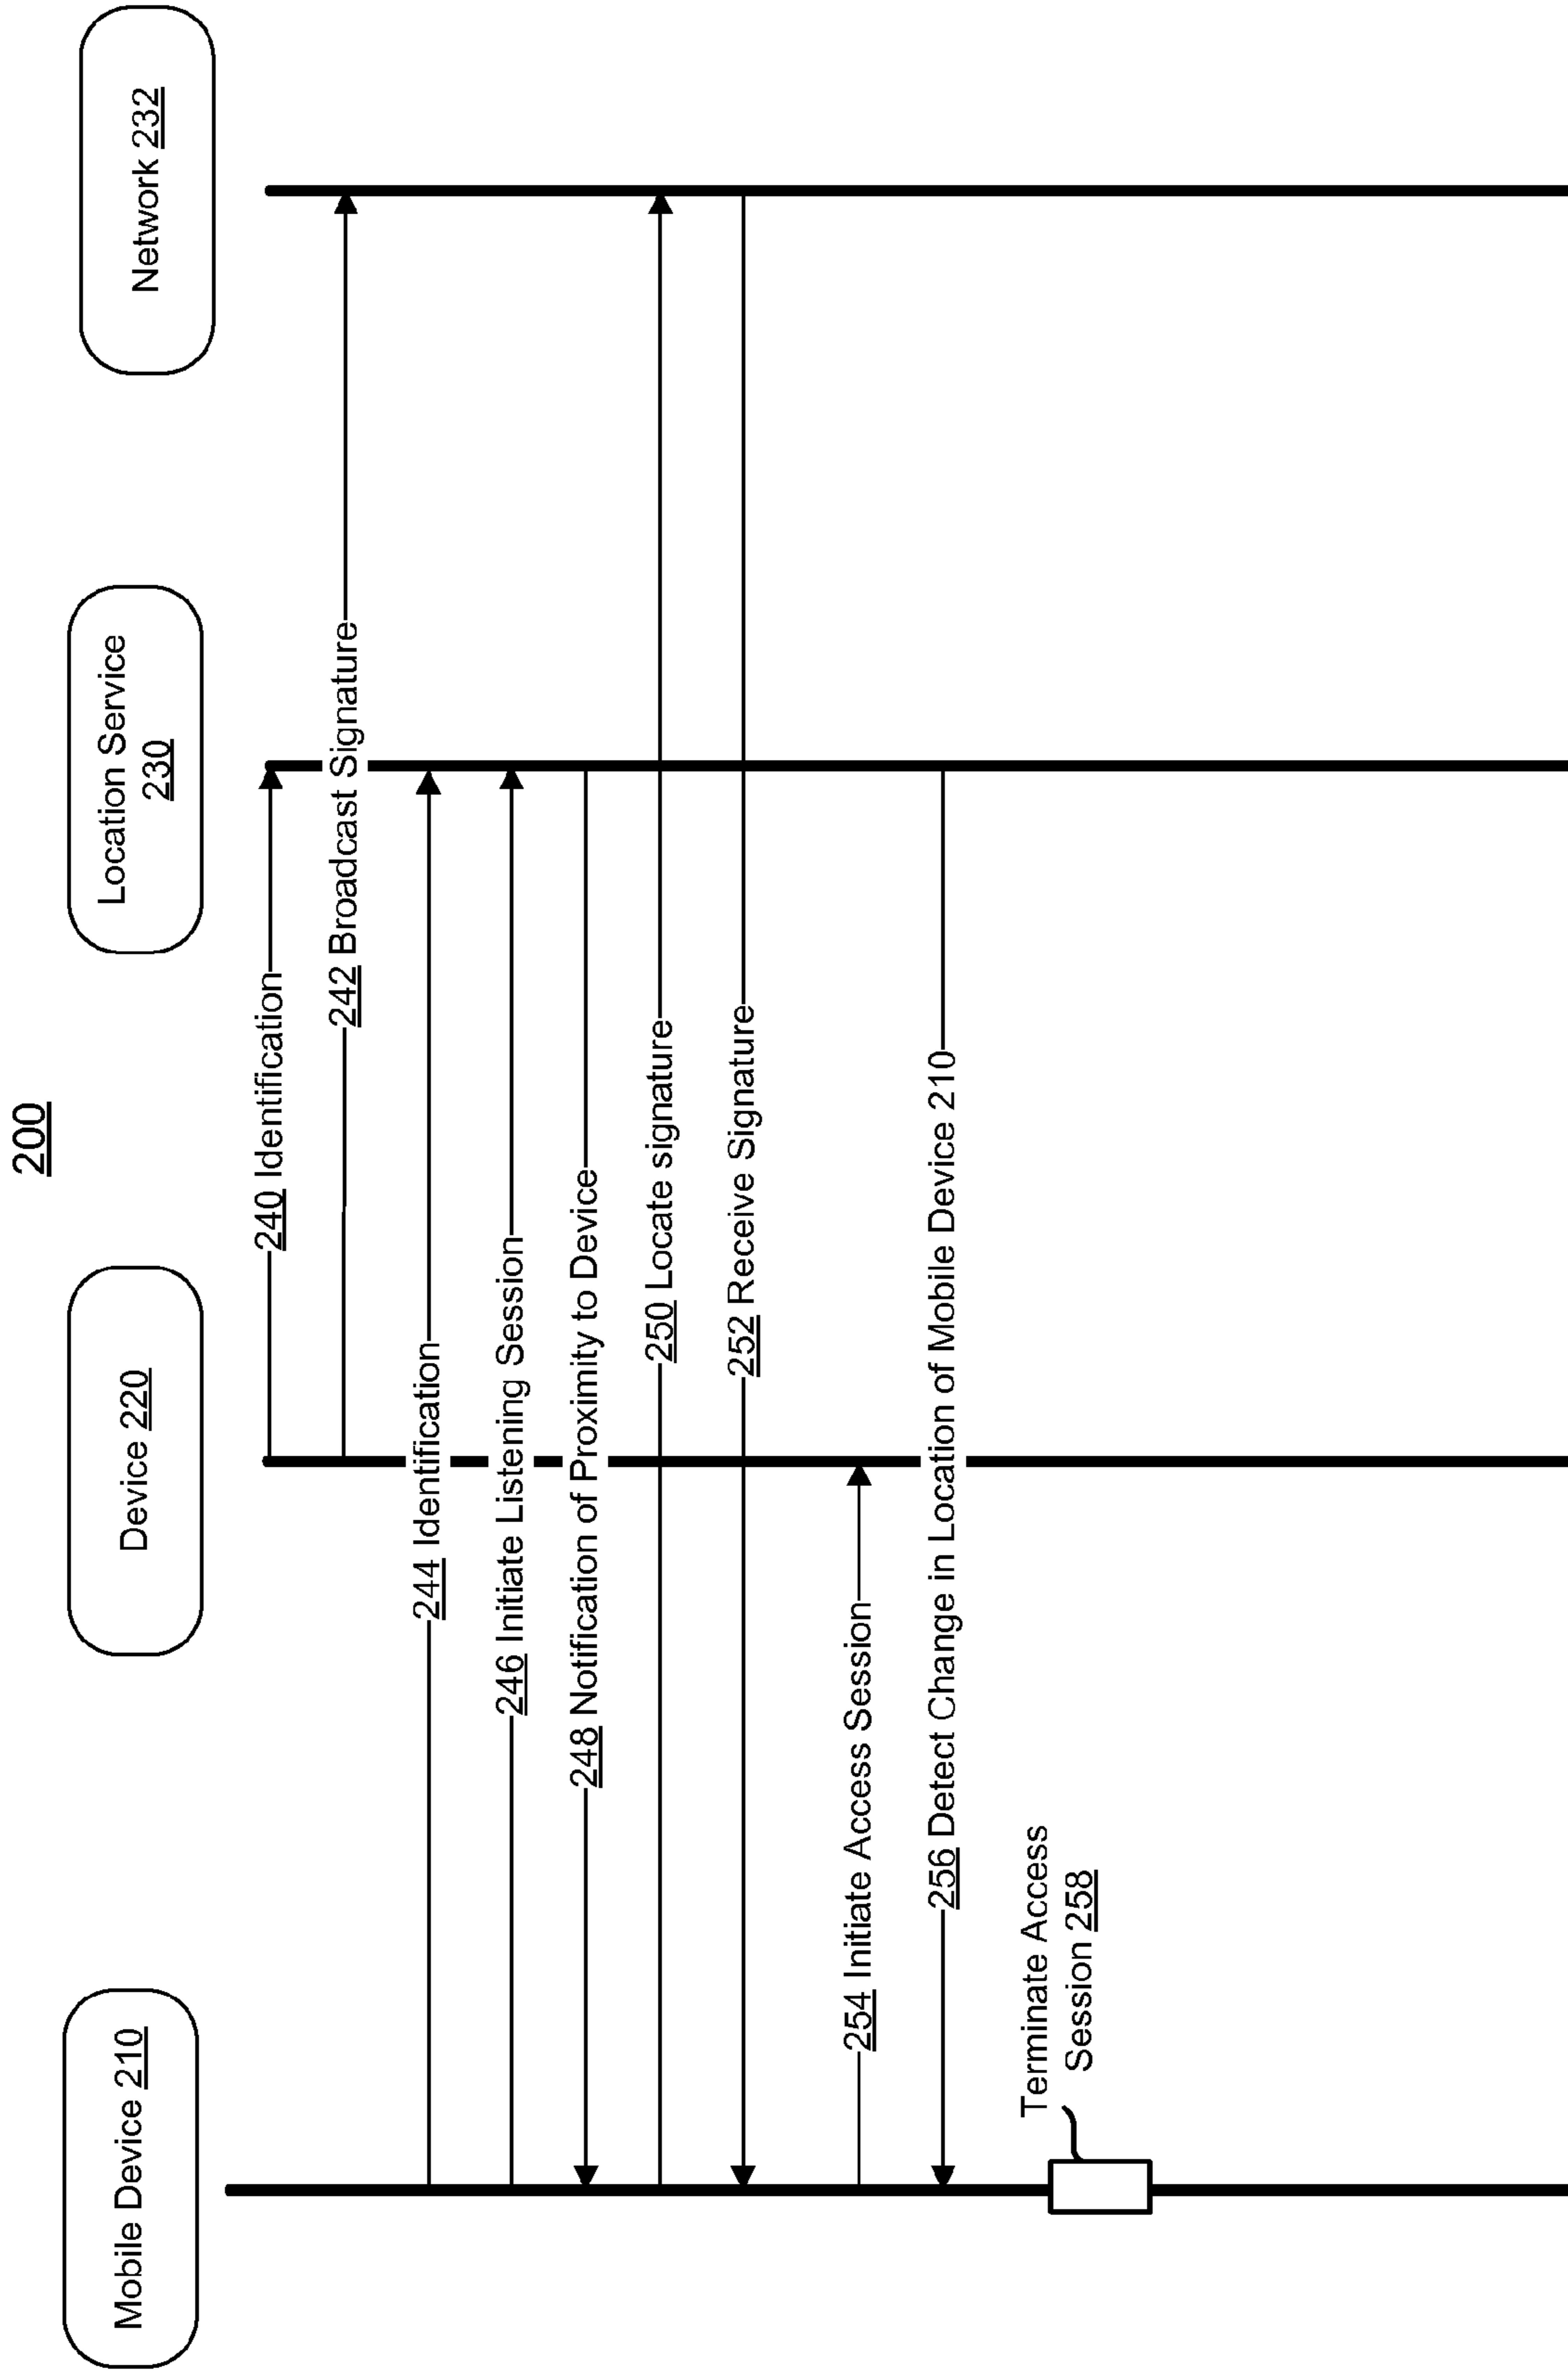 200
Mobile Device 210
Device 220
Location Service
230
Network 232
240 Identification
242 Broadcast Signature
244 Identification
246 Initiate Listening Session
248 Notification of Proximity to Device
250 Locate signature
252 Receive Signature
254 Initiate Access Session
256 Detect Change in Location of Mobile Device 210
Terminate Access
Session 258